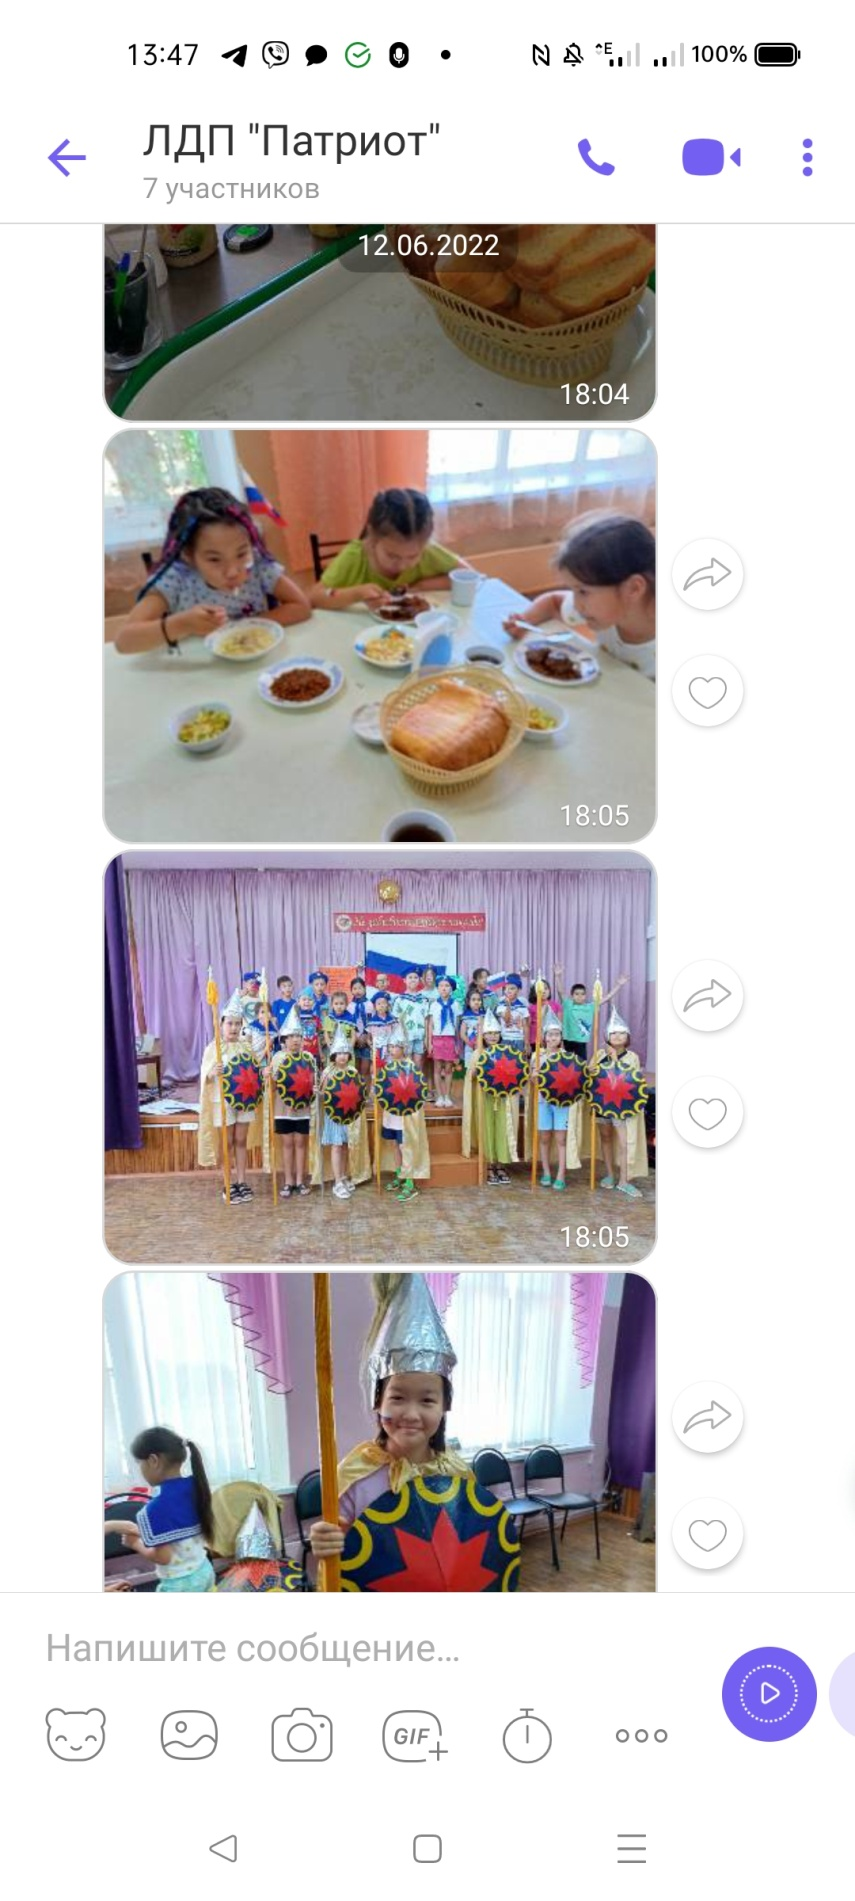 13:47
E
100%
ЛДП "Патриот"
7 участников
12.06.2022
18:04
18:05
18:05
Напишите сообщение...
GIF